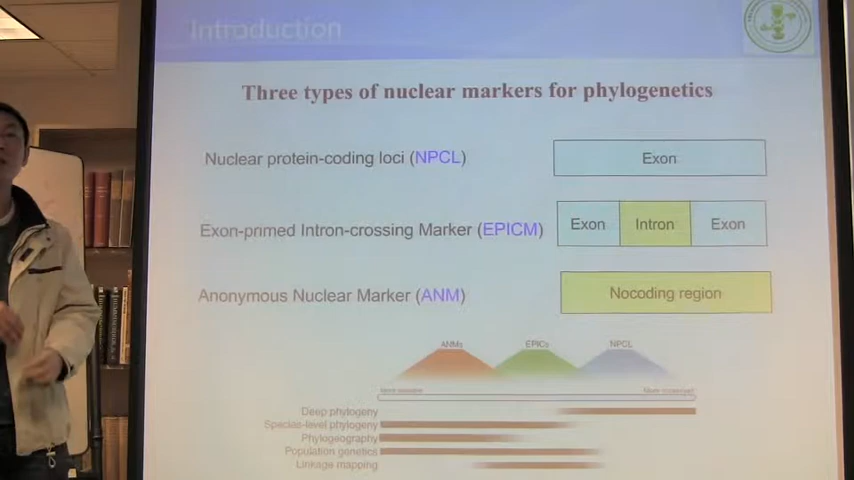 Introduction
Three types of nuclear markers for phylogenetics
Nuclear protein-coding loci (NPCL)
Exon
Exon-primed Intron-crossing Marker (EPICM)
Exon Intron Exon
Anonymous Nuclear Marker (ANM)
Nocoding region
ANMs EPICs NPCL
More conserved
Deep phylogeny
Species-level phylogeny
Phylogeography
Population genetics
Linkage mapping